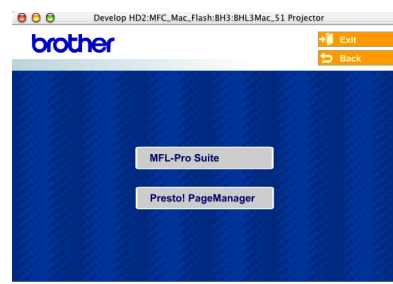 Develop HD2:MFC_Mac_Flash:BH3:BHL3Mac_51 Projector
brother
Exit
Back
MFL-Pro Suite
Presto! PageManager